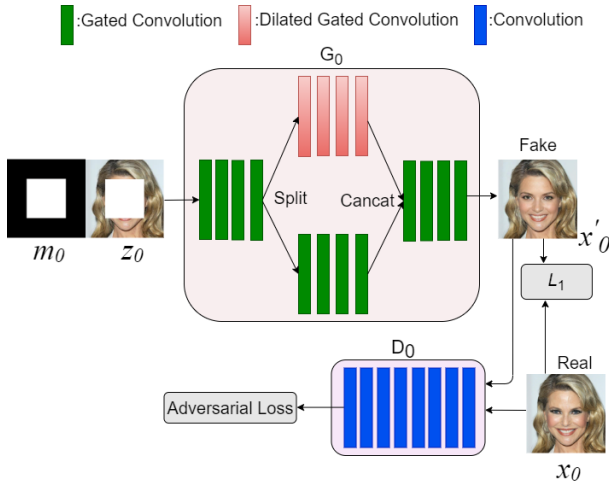 :Gated Convolution :Dilated Gated Convolution :Convolution
G0
Split
Cancat
Fake
m0
z0
x'0
L1
D0
Real
Adversarial Loss
x0